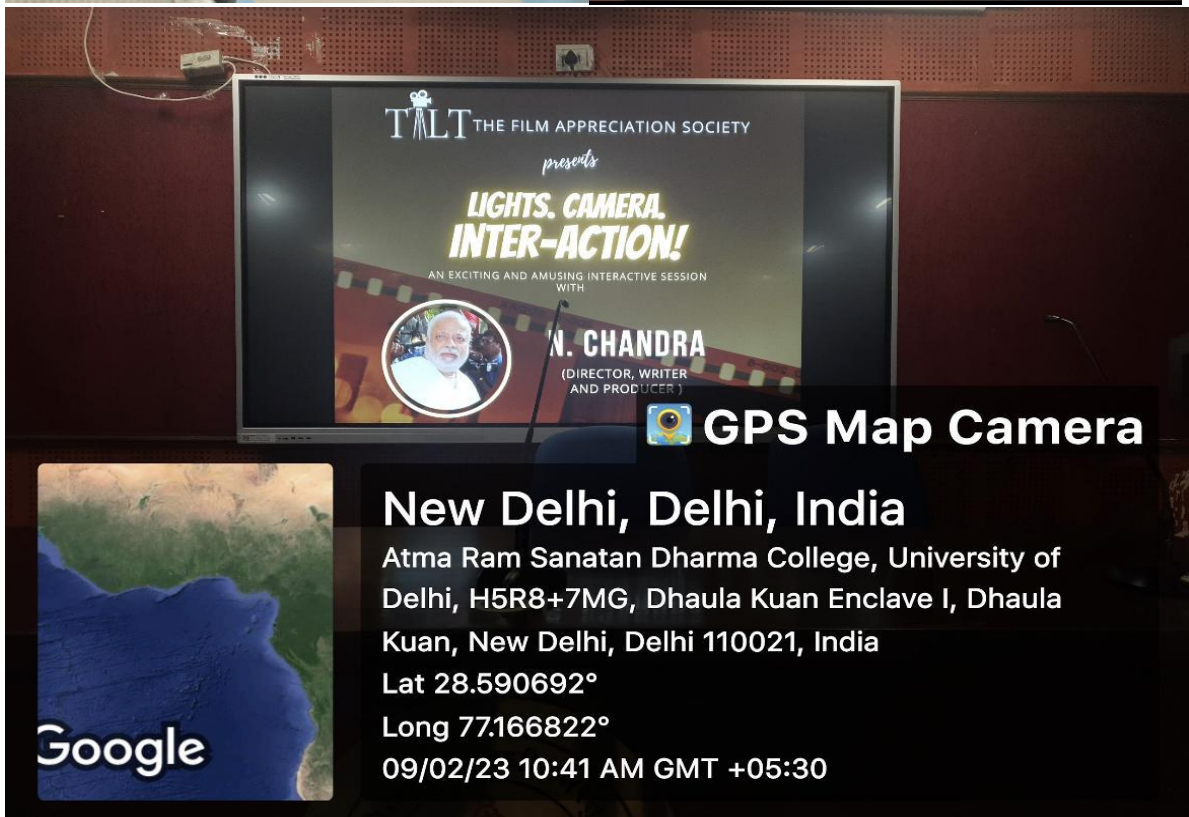 TILT THE FILM APPRECIATION SOCIETY
presents
LIGHTS. CAMERA.
INTER-ACTION!
AN EXCITING AND AMUSING INTERACTIVE SESSION
WITH
N. CHANDRA
(DIRECTOR, WRITER
AND PRODUCER )
GPS Map Camera
New Delhi, Delhi, India
Atma Ram Sanatan Dharma College, University of
Delhi, H5R8+7MG, Dhaula Kuan Enclave I, Dhaula
Kuan, New Delhi, Delhi 110021, India
Lat 28.590692°
Long 77.166822°
09/02/23 10:41 AM GMT +05:30
Google